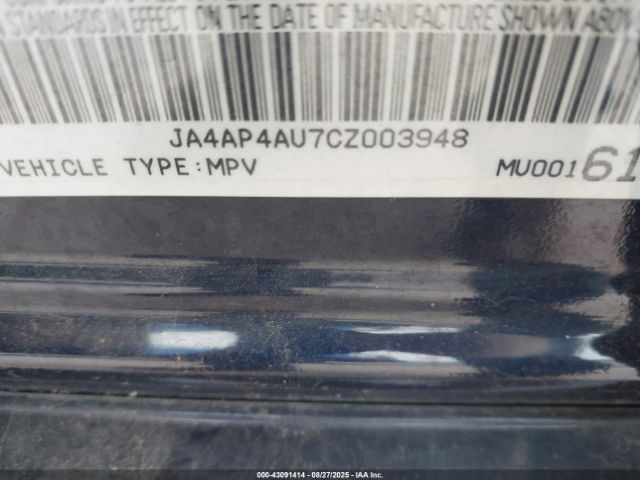 STANDARDS IN EFFECT ON THE DATE OF MANUFACTURE SHOWN ABOV
JA4AP4AU7CZ003948
VEHICLE TYPE:MPV
MU00161
000-43091414 - 08/27/2025 - IAA Inc.